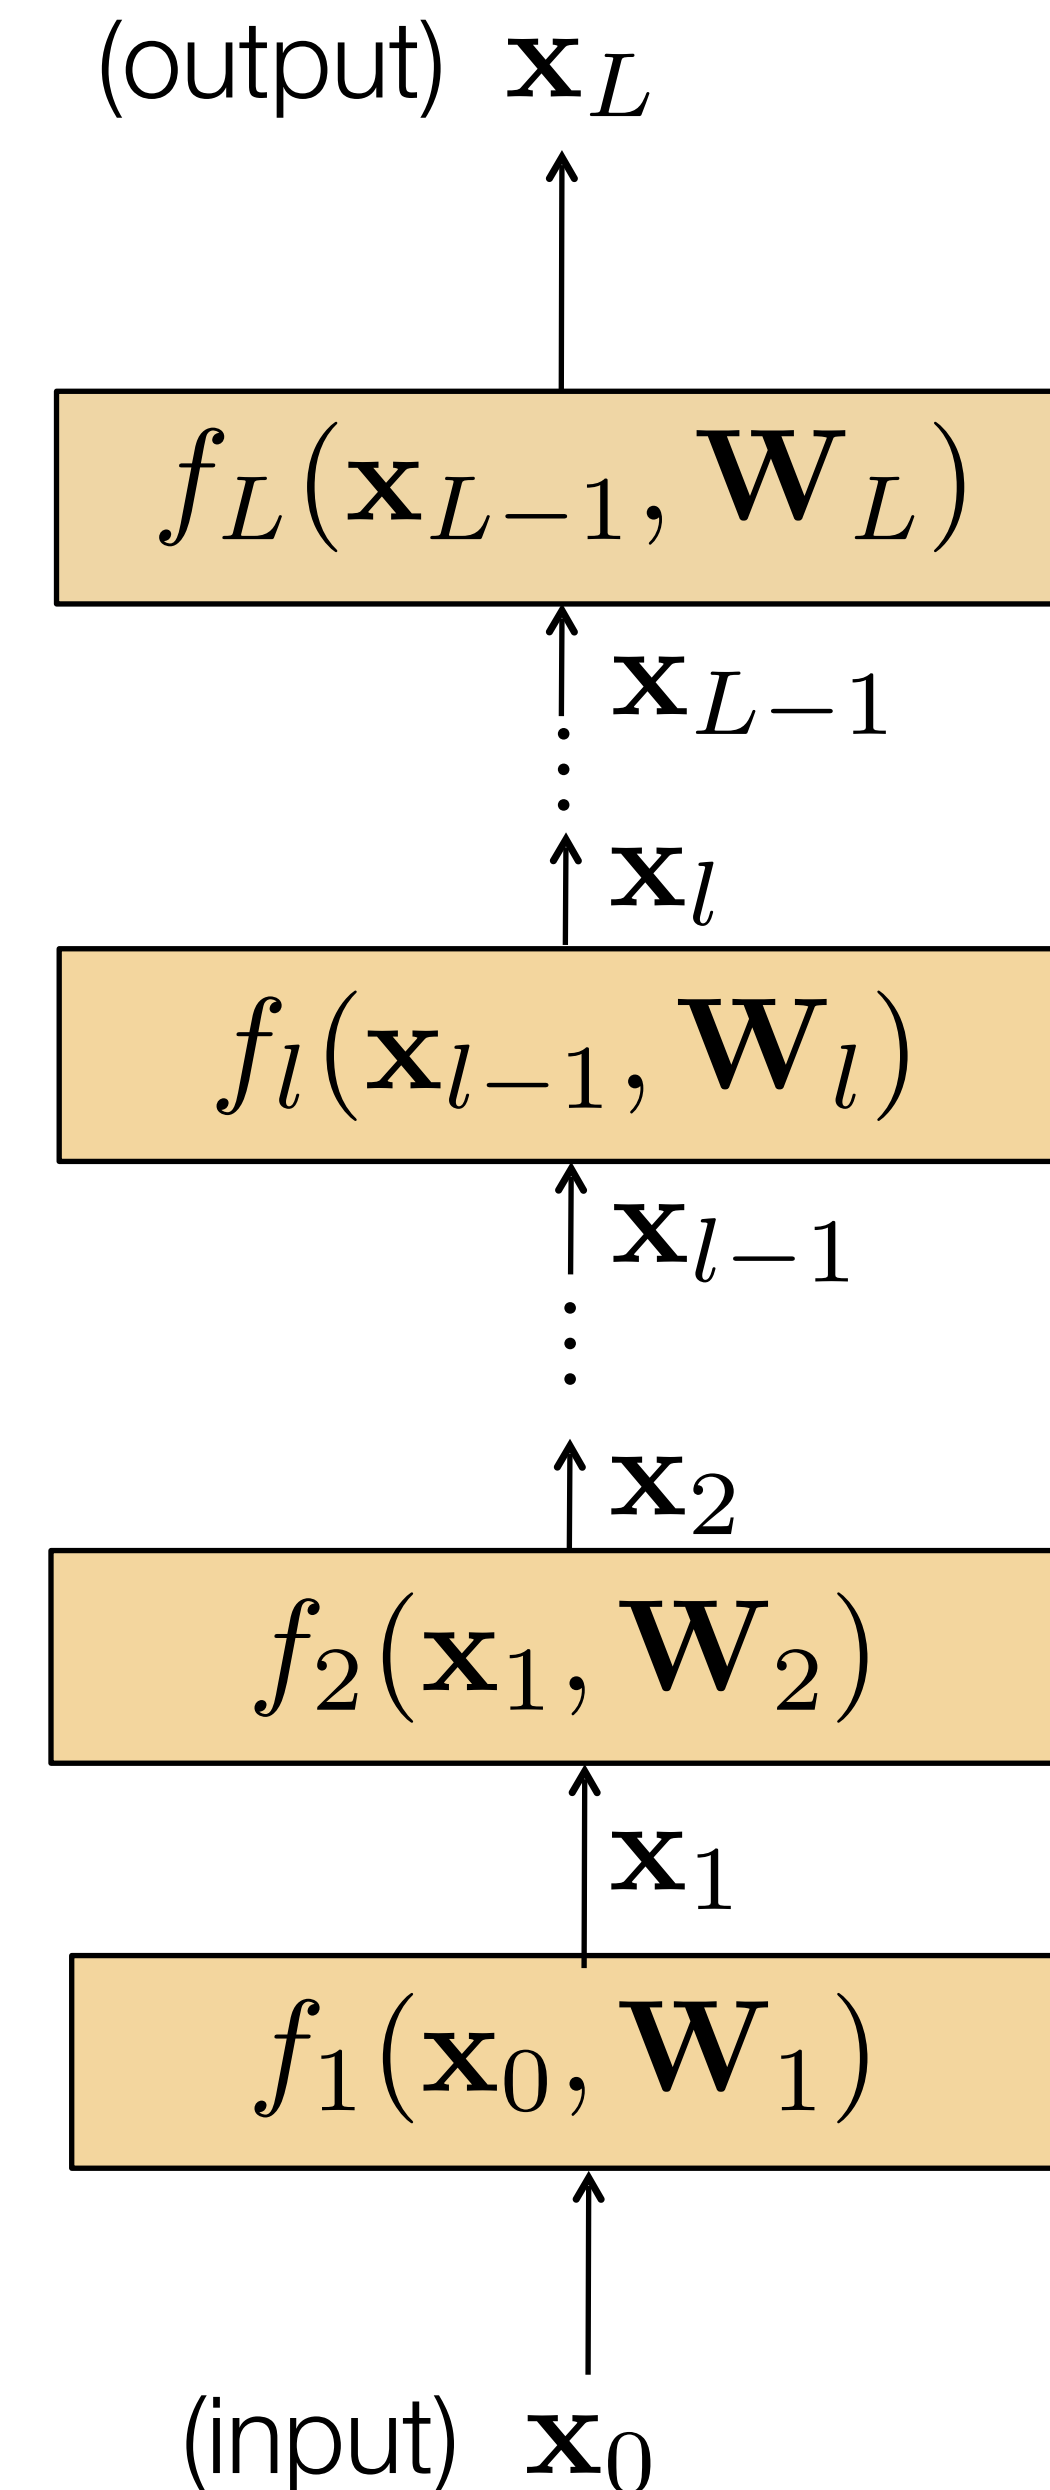 (output) 𝐱_L
f_L(𝐱_{L−1}, 𝐖_L)
𝐱_{L−1}
𝐱_l
f_l(𝐱_{l−1}, 𝐖_l)
𝐱_{l−1}
𝐱_2
f_2(𝐱_1, 𝐖_2)
𝐱_1
f_1(𝐱_0, 𝐖_1)
(input) 𝐱_0